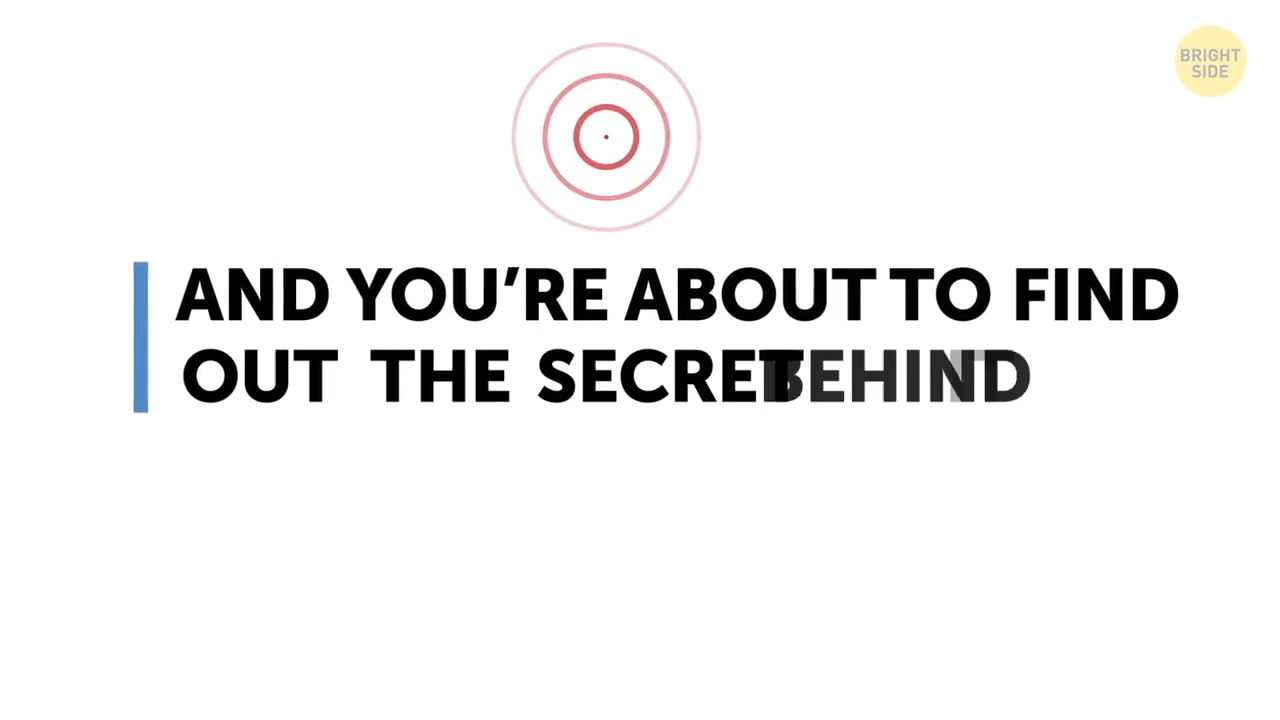 BRIGHT
SIDE
AND YOU’RE ABOUT TO FIND
OUT THE SECRET BEHIND